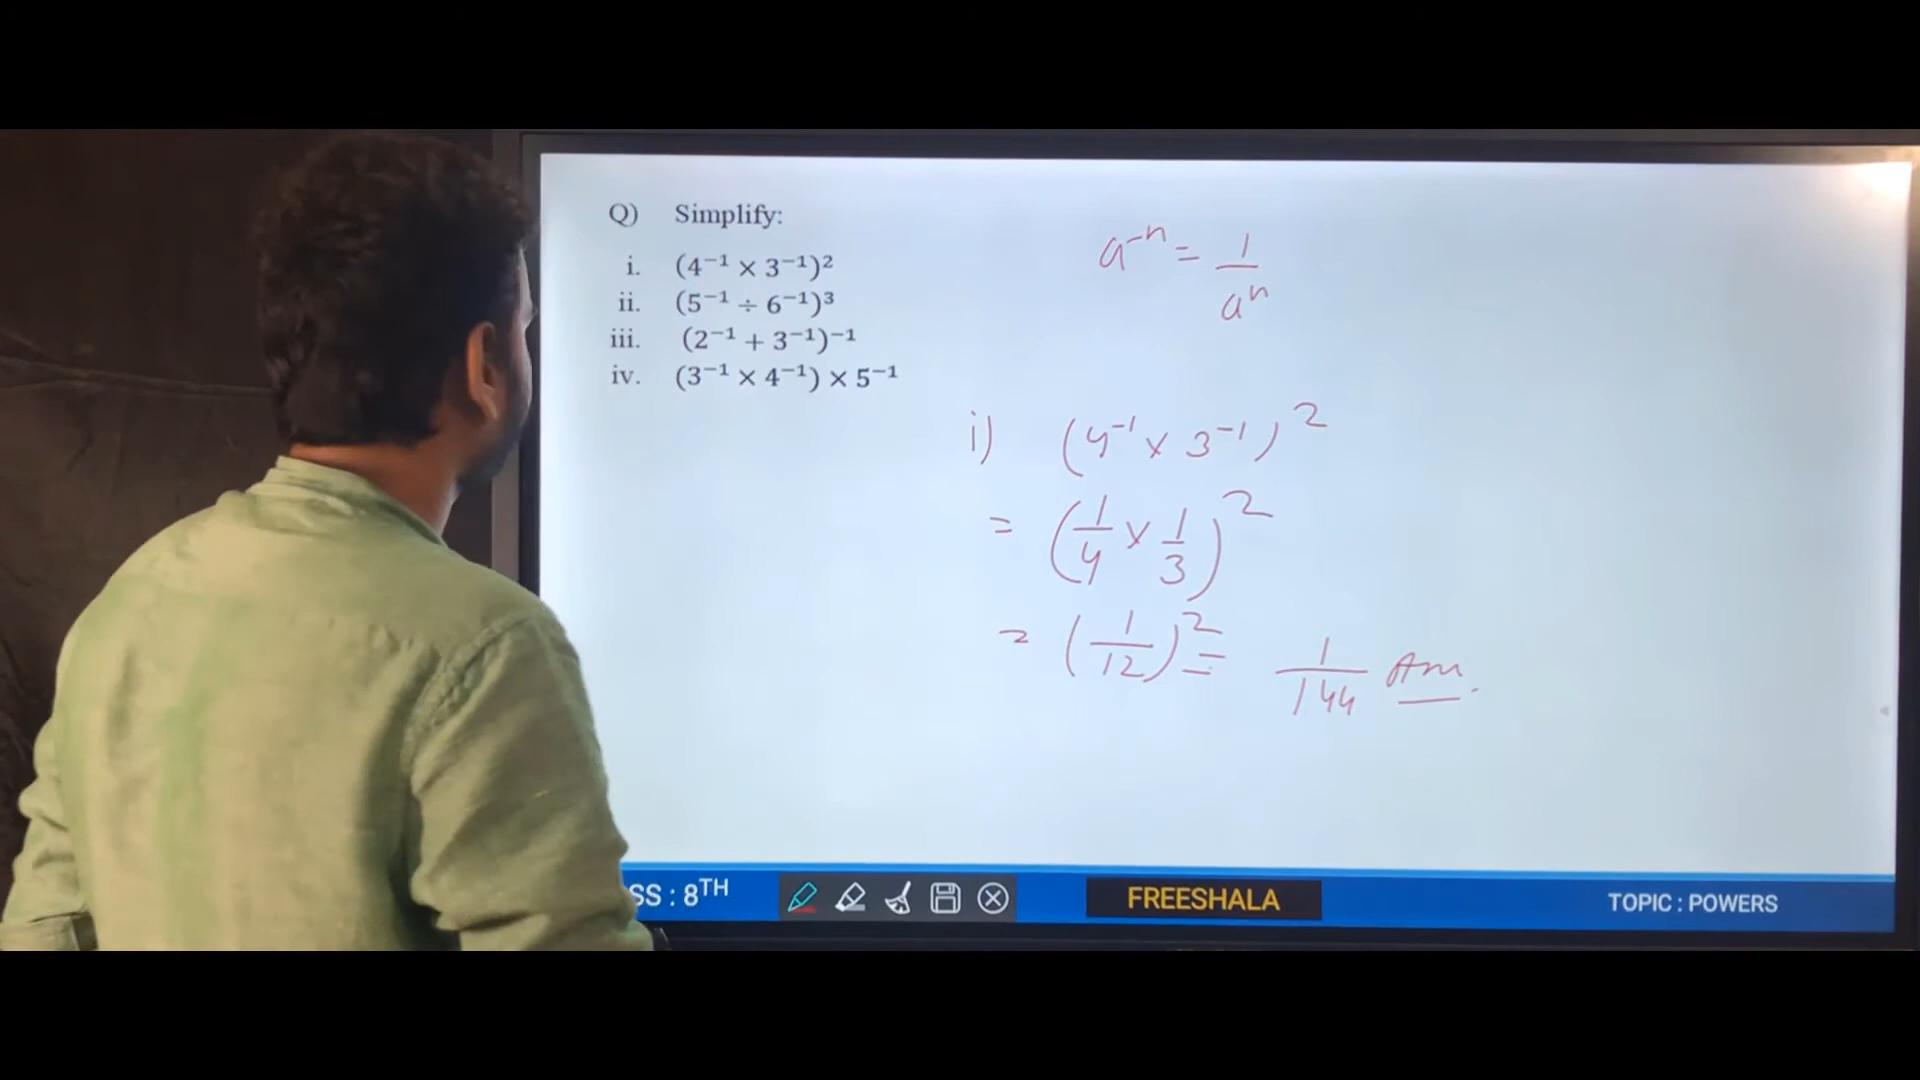 Q) Simplify:
i. (4⁻¹ × 3⁻¹)²
ii. (5⁻¹ ÷ 6⁻¹)³
iii. (2⁻¹ + 3⁻¹)⁻¹
iv. (3⁻¹ × 4⁻¹) × 5⁻¹
a⁻ⁿ = 1/aⁿ
i) (4⁻¹ × 3⁻¹)²
= (1/4 × 1/3)²
= (1/12)² = 1/144 Ans.
SS : 8TH
FREESHALA
TOPIC : POWERS